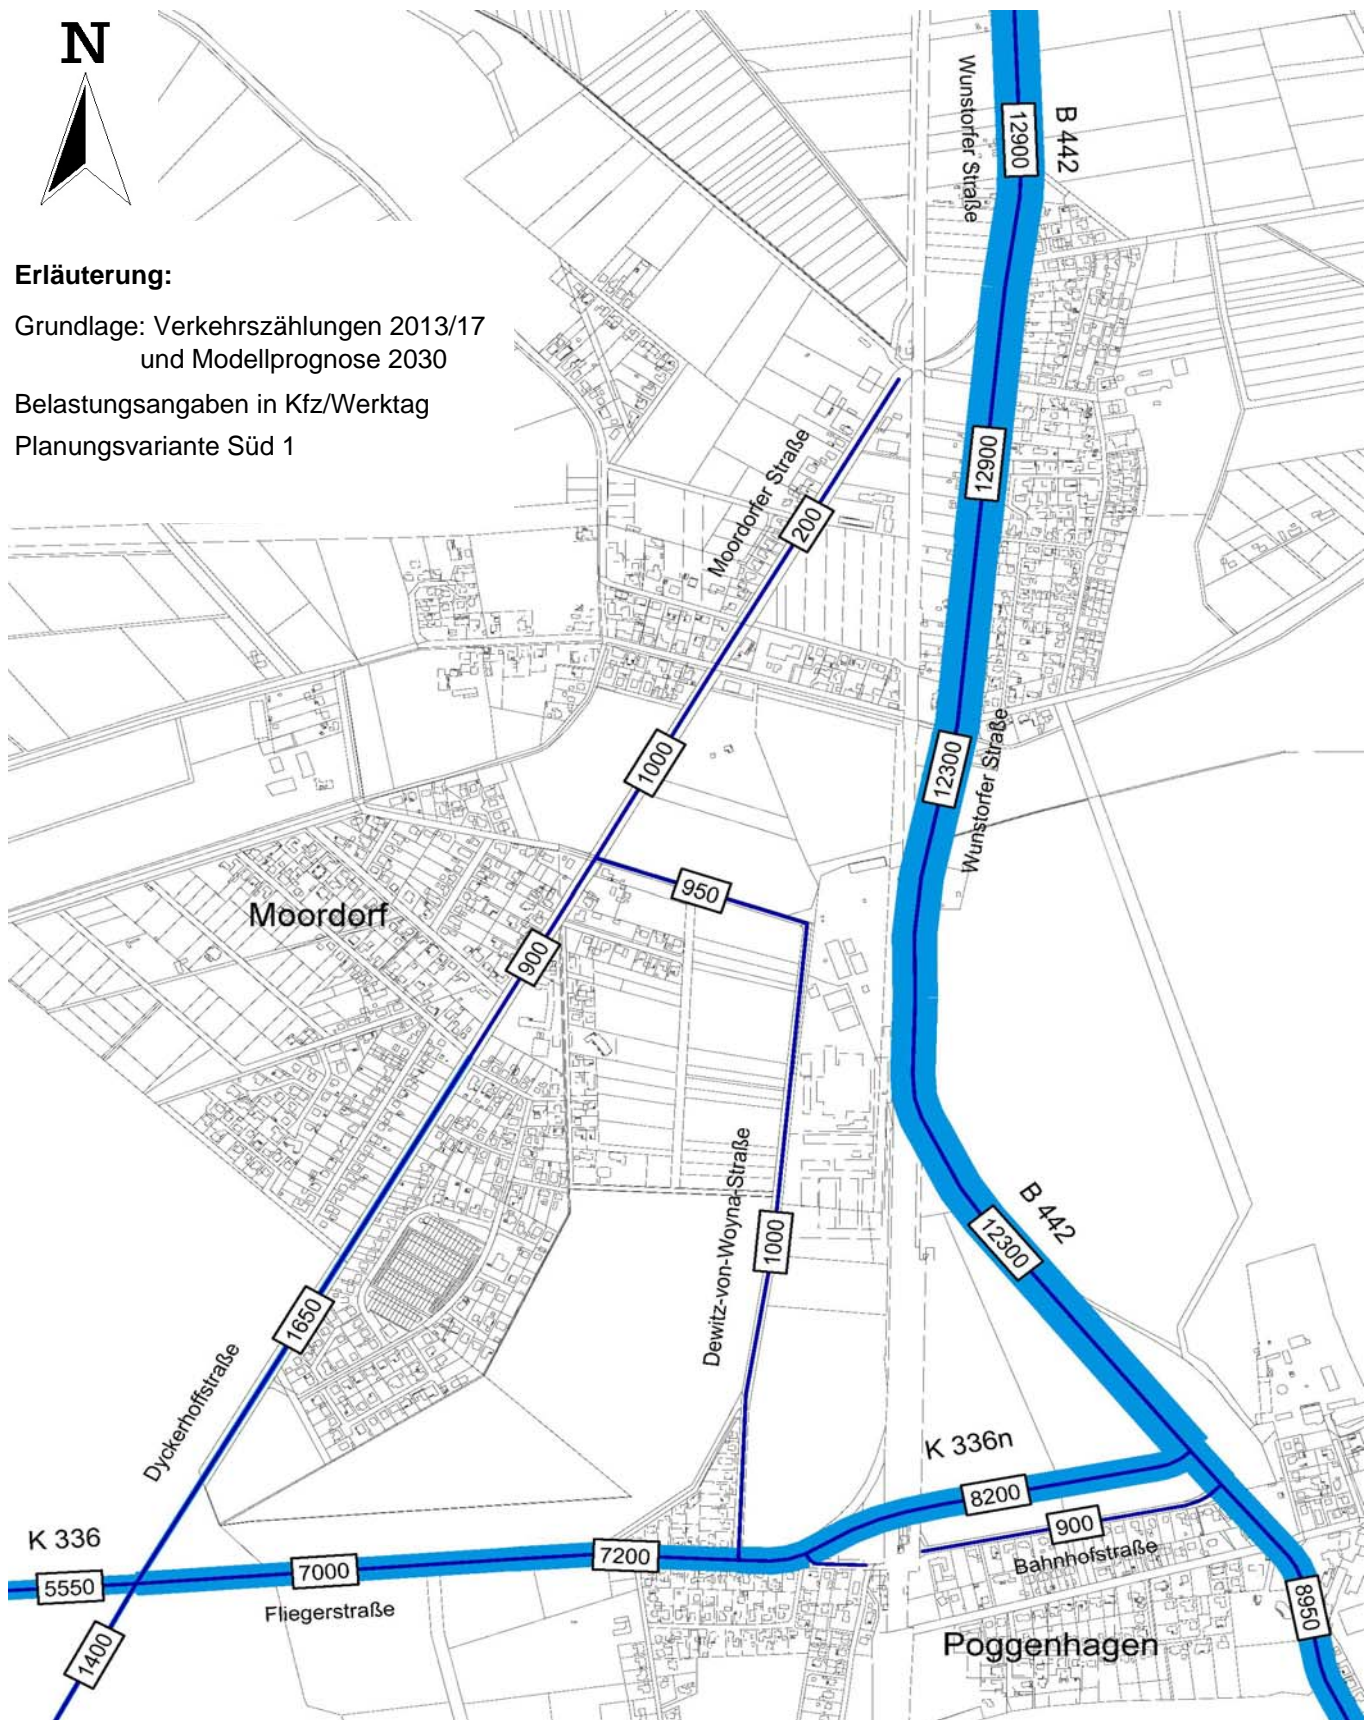 N
Erläuterung:
Grundlage: Verkehrszählungen 2013/17
und Modellprognose 2030
Belastungsangaben in Kfz/Werktag
Planungsvariante Süd 1
Wunstorfer Straße
12900
B 442
12900
Moordorfer Straße
200
1000
12300
Wunstorfer Straße
950
Moordorf
900
Dewitz-von-Woyna-Straße
1000
B 442
12300
1650
Dyckerhoffstraße
K 336n
8200
900
Bahnhofstraße
K 336
5550
7000
7200
Fliegerstraße
1400
8950
Poggenhagen